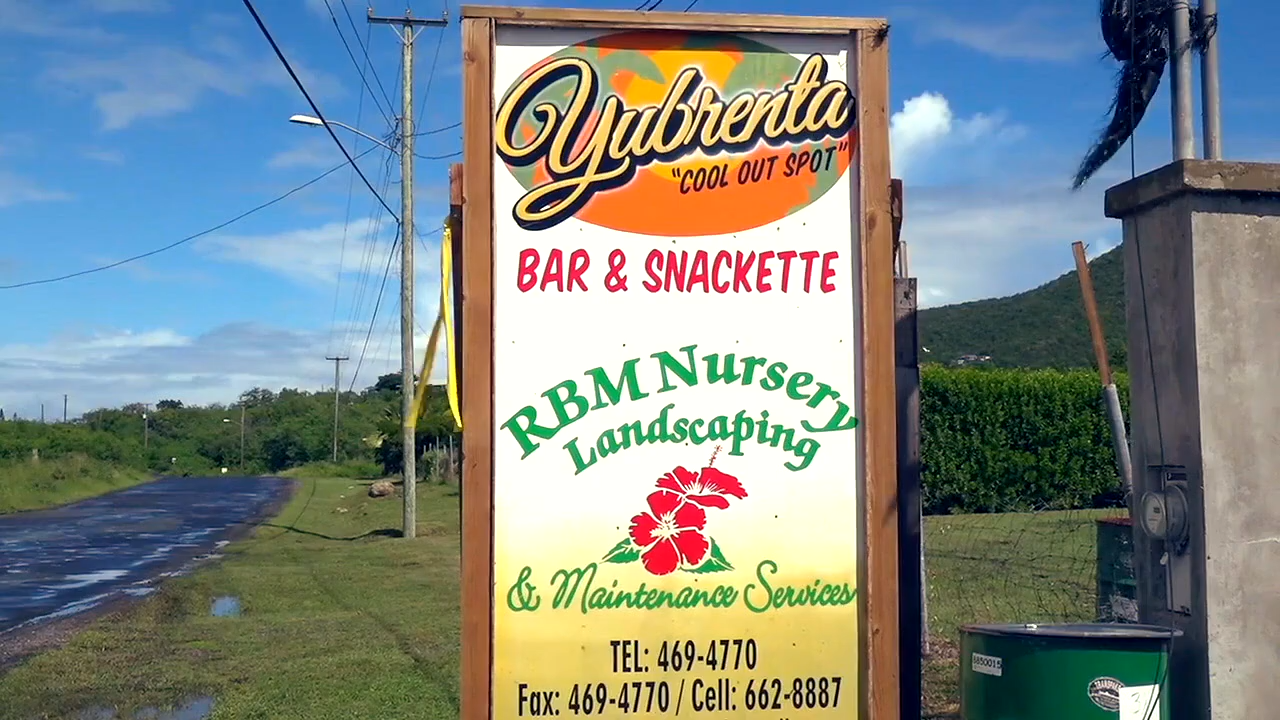 Yubrenta
"COOL OUT SPOT"
BAR & SNACKETTE
RBM Nursery
Landscaping
& Maintenance Services
TEL: 469-4770
Fax: 469-4770 / Cell: 662-8887
6850015